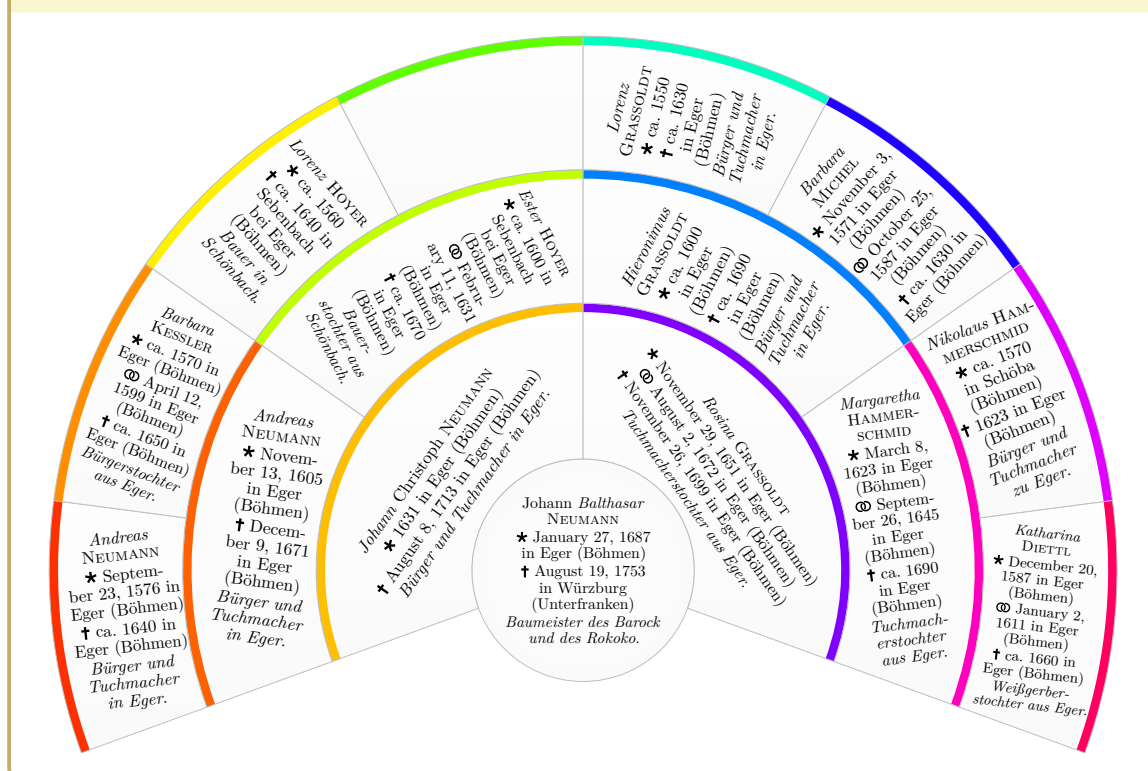 Johann Balthasar
NEUMANN
★ January 27, 1687
in Eger (Böhmen)
✝ August 19, 1753
in Würzburg
(Unterfranken)
Baumeister des Barock
und des Rokoko.
Johann Christoph NEUMANN
★ 1631 in Eger (Böhmen)
✝ August 8, 1713 in Eger (Böhmen)
Bürger und Tuchmacher in Eger.
Rosina GRASSOLDT
★ November 29, 1651 in Eger (Böhmen)
⚭ August 2, 1672 in Eger (Böhmen)
✝ November 26, 1699 in Eger (Böhmen)
Tuchmacherstochter aus Eger.
Andreas
NEUMANN
★ Novem-
ber 13, 1605
in Eger
(Böhmen)
✝ Decem-
ber 9, 1671
in Eger
(Böhmen)
Bürger und
Tuchmacher
in Eger.
Ester HOYER
★ ca. 1600 in
Sebenbach
bei Eger
(Böhmen)
⚭ Febru-
ary 11, 1631
in Eger
(Böhmen)
✝ ca. 1670
in Eger
(Böhmen)
Bauer-
stochter aus
Schönbach.
Hieronimus
GRASSOLDT
★ ca. 1600
in Eger
(Böhmen)
✝ ca. 1690
in Eger
(Böhmen)
Bürger und
Tuchmacher
in Eger.
Margaretha
HAMMER-
SCHMID
★ March 8,
1623 in Eger
(Böhmen)
⚭ Septem-
ber 26, 1645
in Eger
(Böhmen)
✝ ca. 1690
in Eger
(Böhmen)
Tuchmach-
erstochter
aus Eger.
Andreas
NEUMANN
★ Septem-
ber 23, 1576 in
Eger (Böhmen)
✝ ca. 1640 in
Eger (Böhmen)
Bürger und
Tuchmacher
in Eger.
Barbara
KESSLER
★ ca. 1570 in
Eger (Böhmen)
⚭ April 12,
1599 in Eger
(Böhmen)
✝ ca. 1650 in
Eger (Böhmen)
Bürgerstochter
aus Eger.
Lorenz HOYER
★ ca. 1560
✝ ca. 1640 in
Sebenbach
bei Eger
(Böhmen)
Bauer in
Schönbach.
Lorenz
GRASSOLDT
★ ca. 1550
✝ ca. 1630
in Eger
(Böhmen)
Bürger und
Tuchmacher
in Eger.
Barbara
MICHEL
★ November 3,
1571 in Eger
(Böhmen)
⚭ October 25,
1587 in Eger
(Böhmen)
✝ ca. 1630 in
Eger (Böhmen)
Nikolaus HAM-
MERSCHMID
★ ca. 1570
in Schöba
(Böhmen)
✝ 1623 in Eger
(Böhmen)
Bürger und
Tuchmacher
zu Eger.
Katharina
DIETTL
★ December 20,
1587 in Eger
(Böhmen)
⚭ January 2,
1611 in Eger
(Böhmen)
✝ ca. 1660 in
Eger (Böhmen)
Weißgerber-
stochter aus Eger.